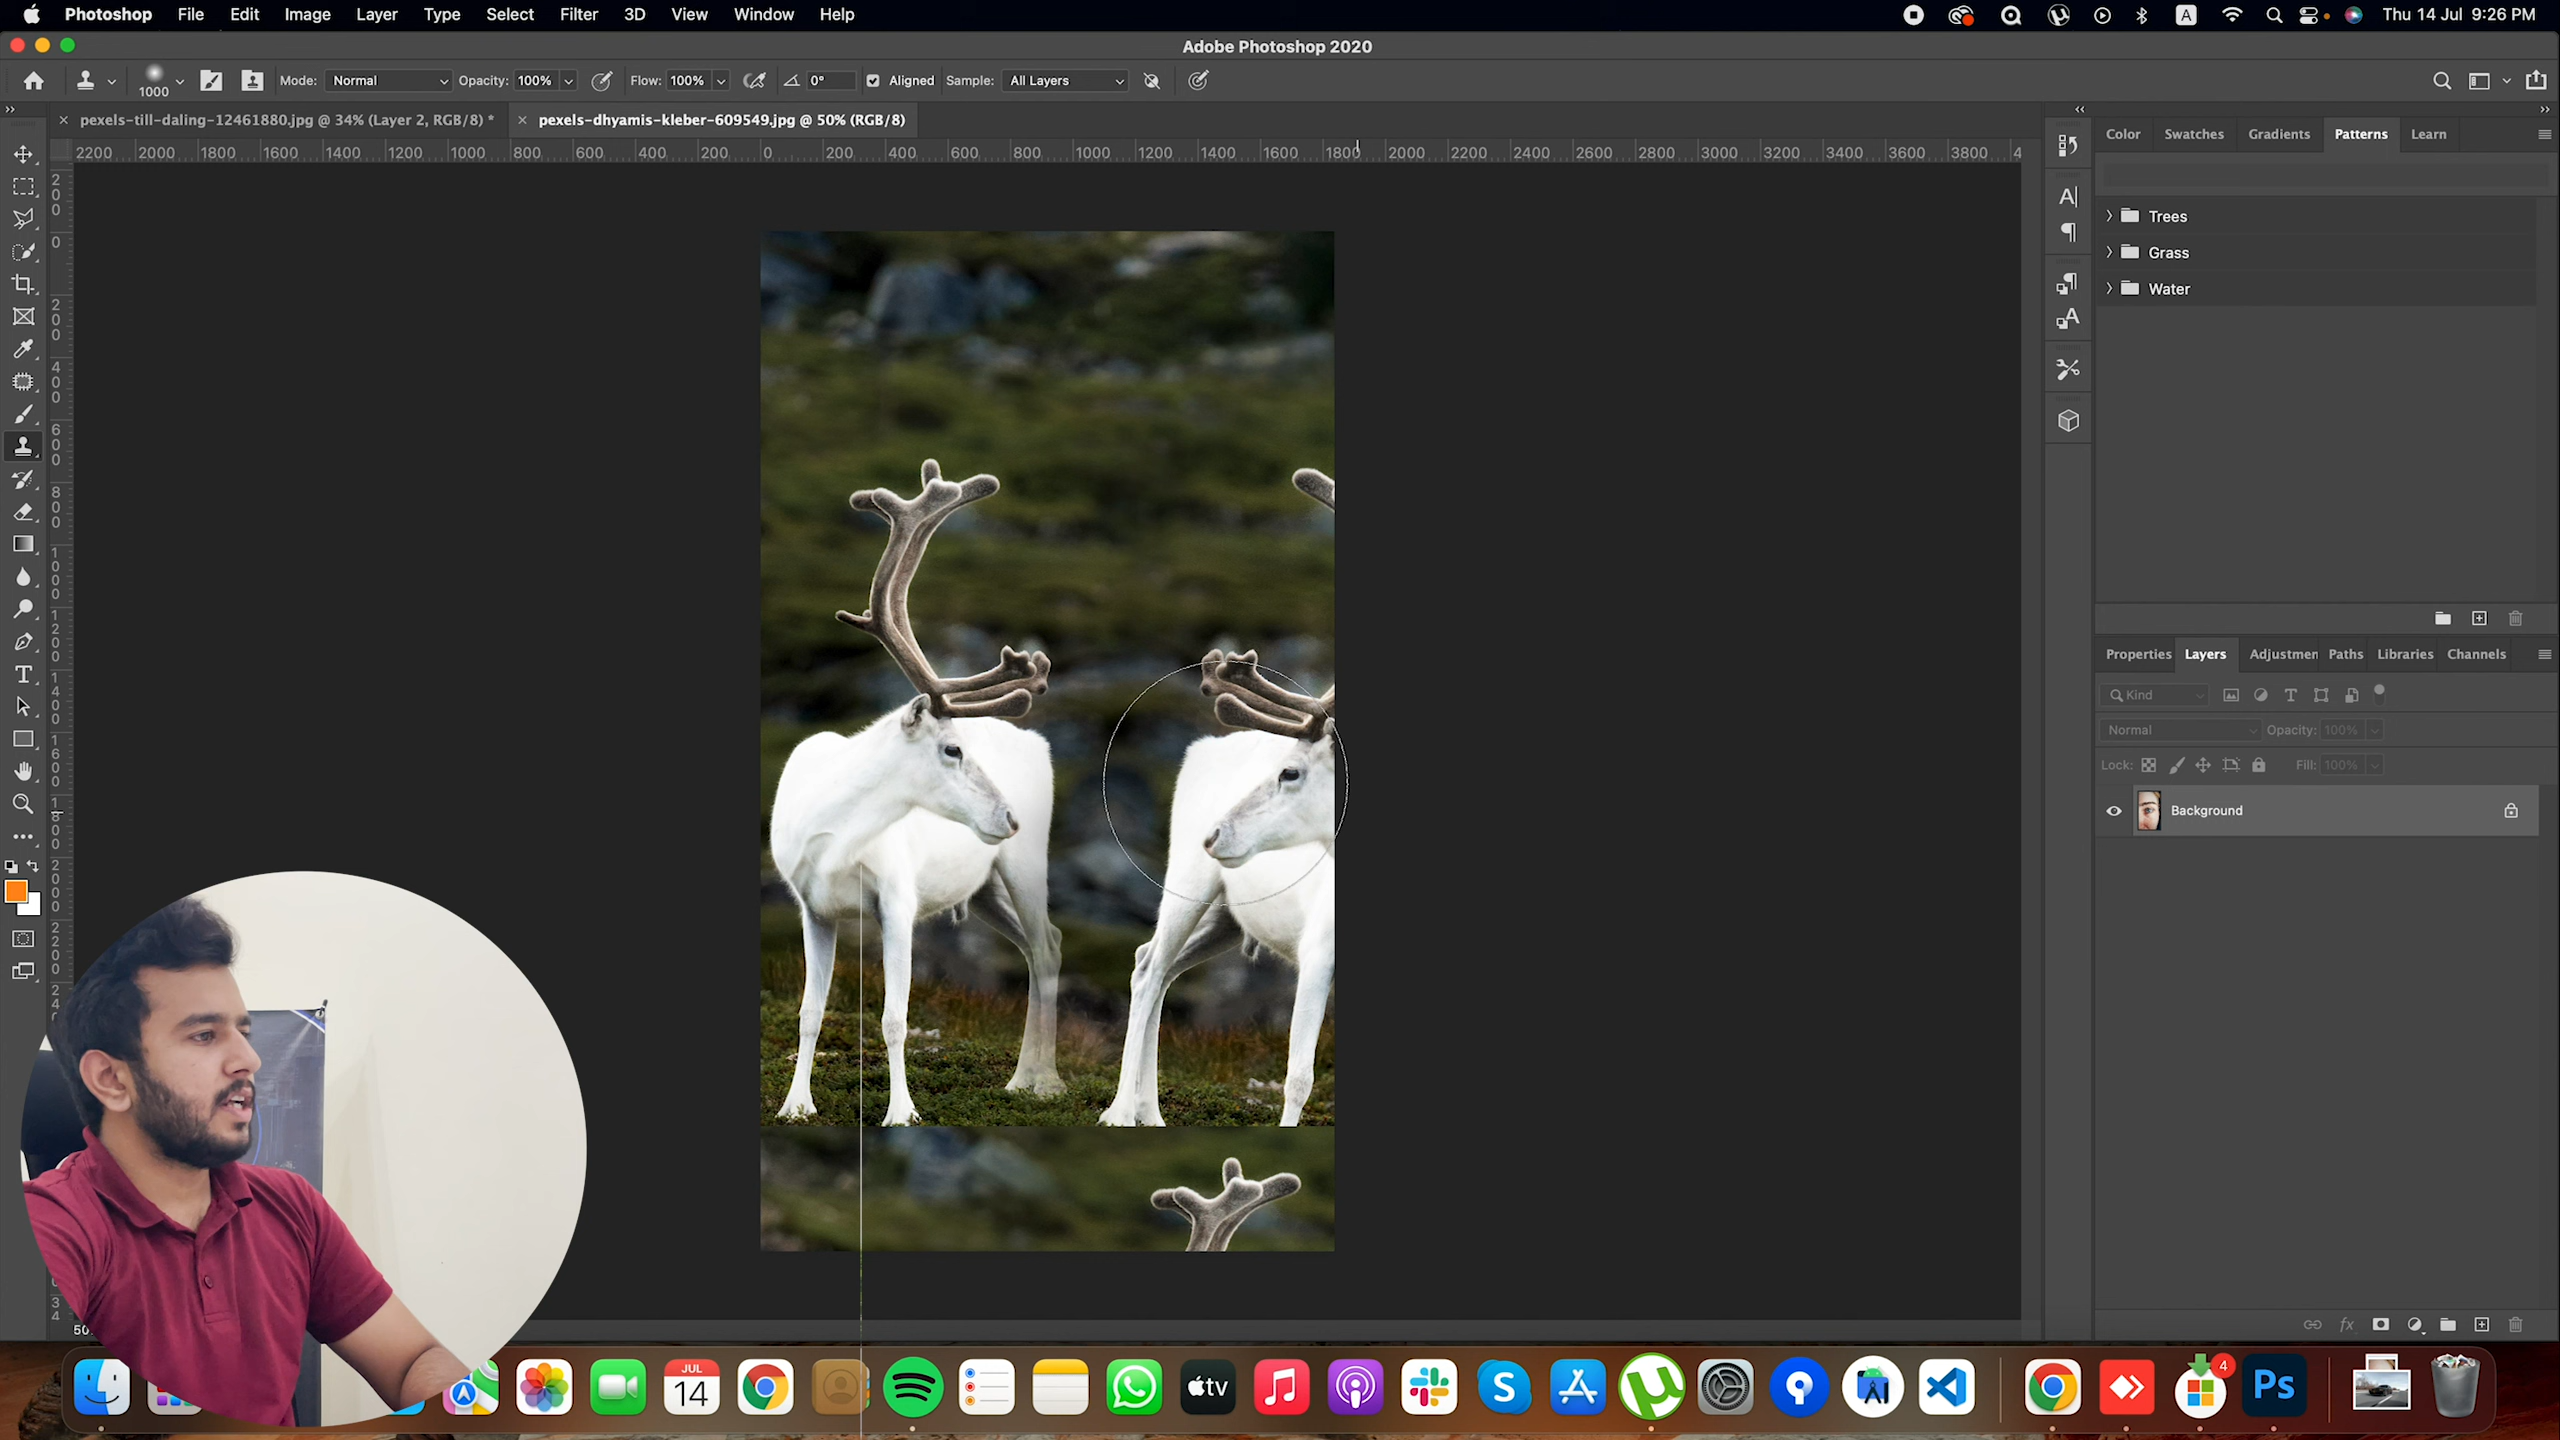 Photoshop File Edit Image Layer Type Select Filter 3D View Window Help
Thu 14 Jul 9:26 PM
Adobe Photoshop 2020
1000
Mode: Normal Opacity: 100% Flow: 100% 0° Aligned Sample: All Layers
pexels-till-daling-12461880.jpg @ 34% (Layer 2, RGB/8) *
pexels-dhyamis-kleber-609549.jpg @ 50% (RGB/8)
2200 2000 1800 1600 1400 1200 1000 800 600 400 200 0 200 400 600 800 1000 1200 1400 1600 1800 2000 2200 2400 2600 2800 3000 3200 3400 3600 3800 4
Color Swatches Gradients Patterns Learn
Trees
Grass
Water
Properties Layers Adjustmen Paths Libraries Channels
Kind
Normal Opacity: 100%
Lock: Fill: 100%
Background
fx
JUL
14
tv
4
Ps